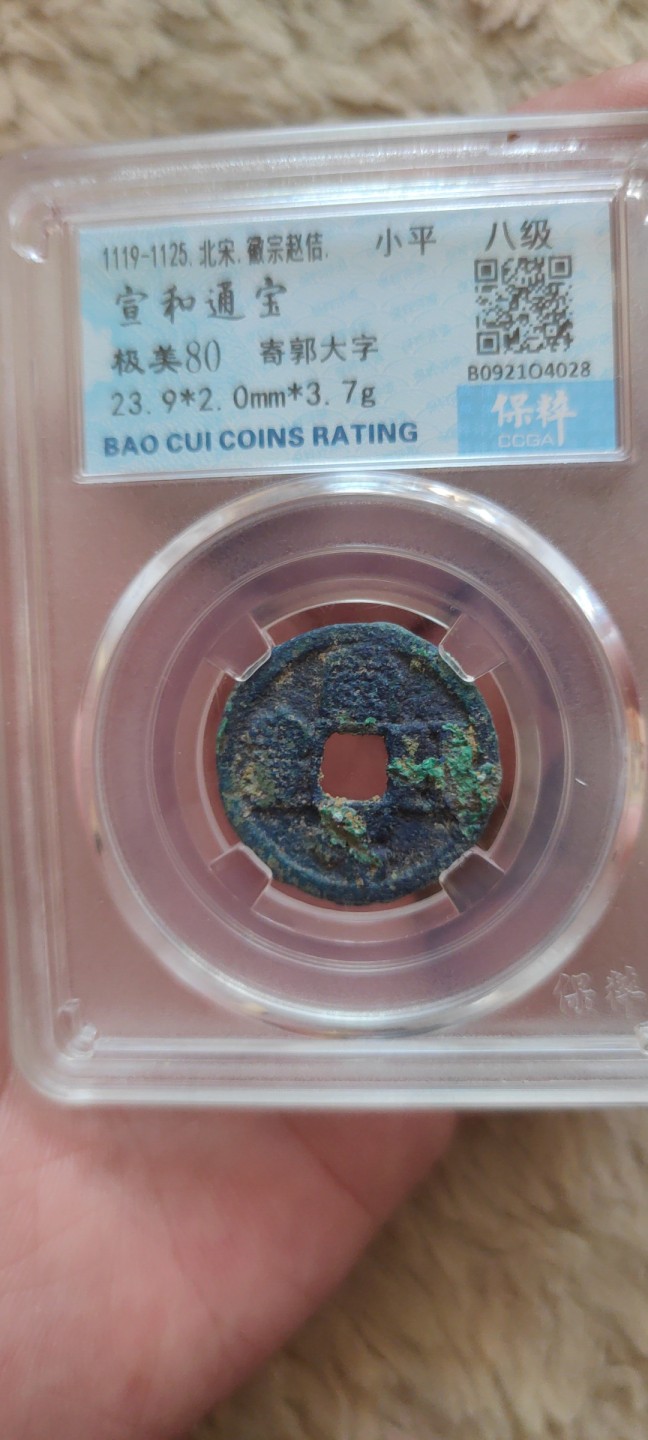 1119-1125.北宋.徽宗赵佶. 小平 八级
宣和通宝
极美80 寄郭大字
B092104028
23.9*2.0mm*3.7g
保粹
CCGA
BAO CUI COINS RATING
保粹